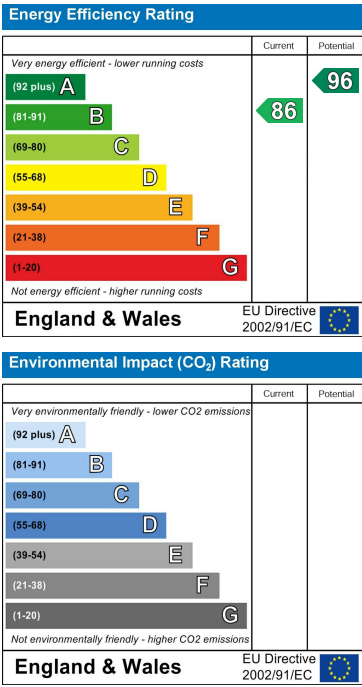 Energy Efficiency Rating
Current Potential
Very energy efficient - lower running costs
(92 plus) A
96
(81-91) B
86
(69-80) C
(55-68) D
(39-54) E
(21-38) F
(1-20) G
Not energy efficient - higher running costs
England & Wales
EU Directive
2002/91/EC
Environmental Impact (CO₂) Rating
Current Potential
Very environmentally friendly - lower CO2 emissions
(92 plus) A
(81-91) B
(69-80) C
(55-68) D
(39-54) E
(21-38) F
(1-20) G
Not environmentally friendly - higher CO2 emissions
England & Wales
EU Directive
2002/91/EC